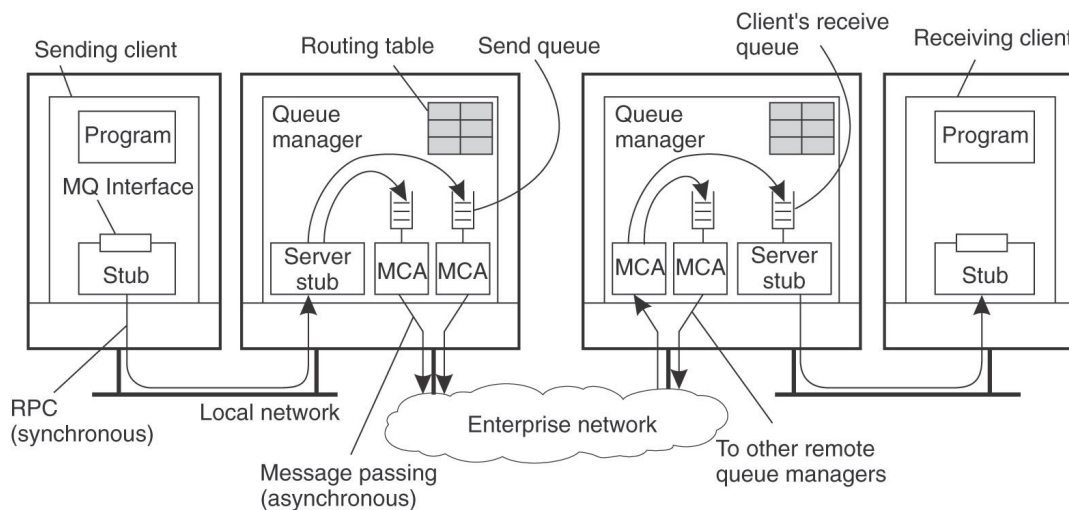 Sending client
Routing table
Send queue
Client's receive
queue
Receiving client
Program
MQ Interface
Stub
Queue
manager
Server
stub
MCA
MCA
Queue
manager
MCA
MCA
Server
stub
Program
Stub
RPC
(synchronous)
Local network
Message passing
(asynchronous)
Enterprise network
To other remote
queue managers